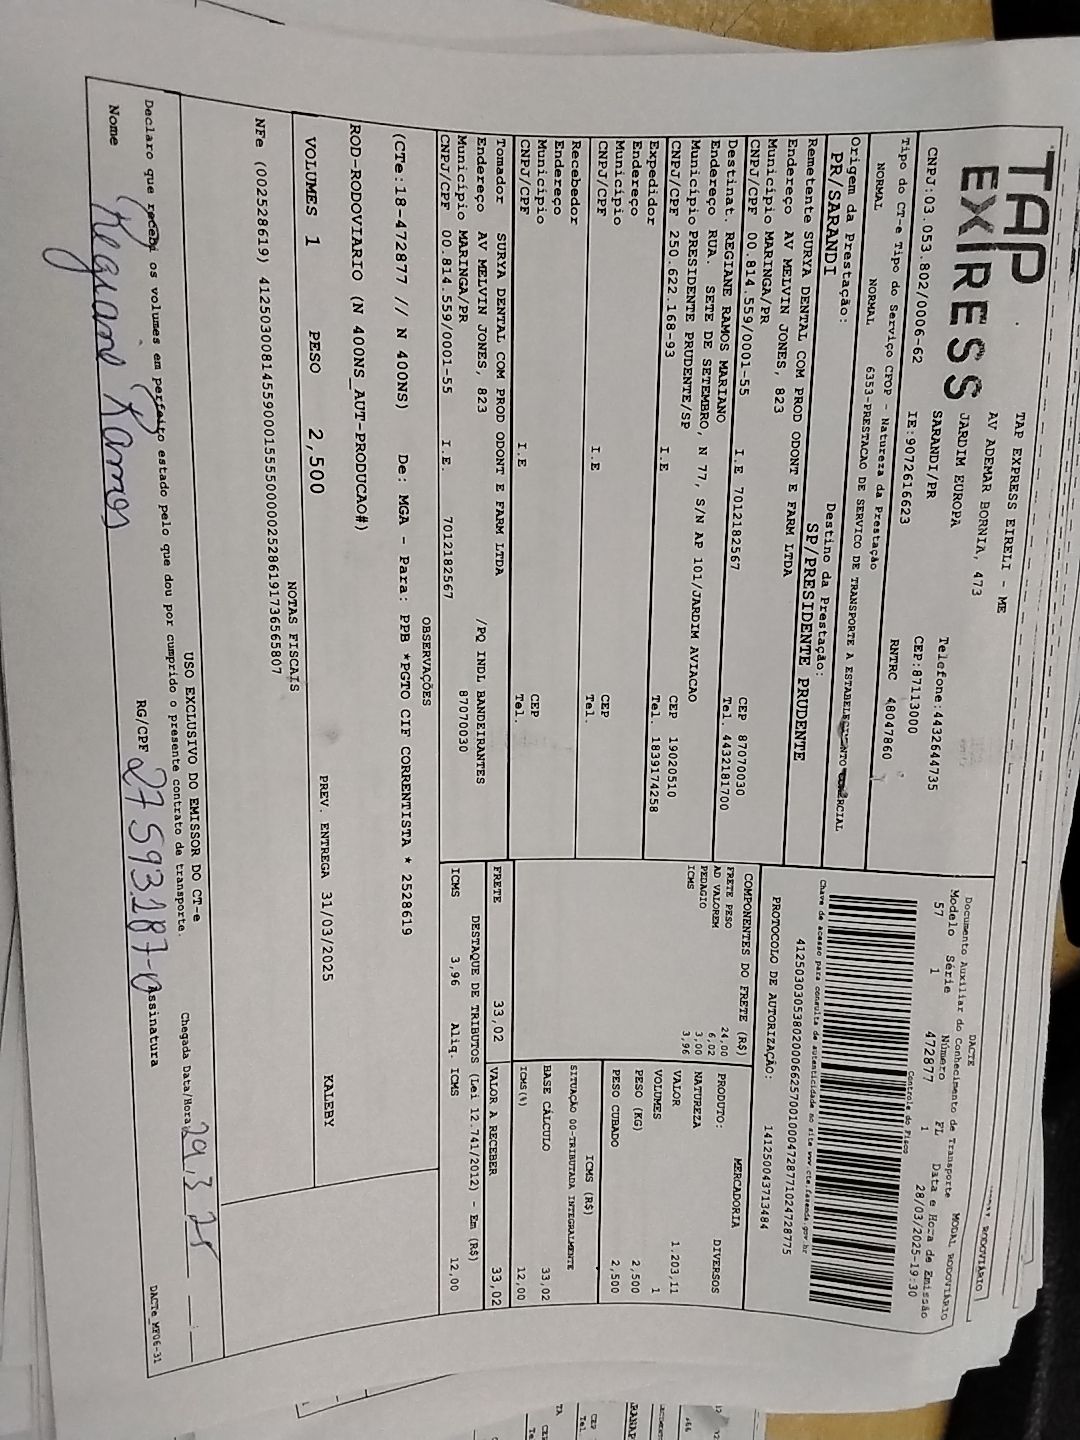 TAP EXPRESS
TAP EXPRESS EIRELI - ME
AV ADEMAR BORNIA, 473
JARDIM EUROPA
SARANDI/PR
Telefone:4432644735
CEP:87113000
CNPJ:03.053.802/0006-62
IE:9072616623
RNTRC 48047860
Tipo do CT-e Tipo do Serviço CFOP - Natureza da Prestação
NORMAL NORMAL 6353-PRESTACAO DE SERVICO DE TRANSPORTE A ESTABELECIMENTO COMERCIAL
Origem da Prestação: Destino da Prestação:
PR/SARANDI SP/PRESIDENTE PRUDENTE
Remetente SURYA DENTAL COM PROD ODONT E FARM LTDA
Endereço AV MELVIN JONES, 823
Município MARINGA/PR CEP 87070030
CNPJ/CPF 00.814.559/0001-55 I.E 7012182567 Tel. 4432181700
Destinat. REGIANE RAMOS MARIANO
Endereço RUA. SETE DE SETEMBRO, N 77, S/N AP 101/JARDIM AVIACAO
Município PRESIDENTE PRUDENTE/SP CEP 19020510
CNPJ/CPF 250.622.168-93 I.E Tel. 1839174258
Expedidor
Endereço
Município CEP
CNPJ/CPF I.E Tel.
Recebedor
Endereço
Município CEP
CNPJ/CPF I.E Tel.
Tomador SURYA DENTAL COM PROD ODONT E FARM LTDA
Endereço AV MELVIN JONES, 823 /PQ INDL BANDEIRANTES
Município MARINGA/PR 87070030
CNPJ/CPF 00.814.559/0001-55 I.E. 7012182567
DACTE MODAL RODOVIÁRIO
Documento Auxiliar do Conhecimento de Transporte
Modelo Série Número FL Data e Hora de Emissão
57 1 472877 1 28/03/2025-19:30
Controle do Fisco
Chave de acesso para consulta de autenticidade no site www.cte.fazenda.gov.br
41250303053802000662570010004728771024728775
PROTOCOLO DE AUTORIZAÇÃO: 141250043713484
COMPONENTES DO FRETE (R$)
FRETE PESO 24,00
AD VALOREM 6,02
PEDAGIO 3,00
ICMS 3,96
MERCADORIA
PRODUTO: DIVERSOS
NATUREZA
VALOR 1.203,11
VOLUMES 1
PESO (KG) 2,500
PESO CUBADO 2,500
ICMS (R$)
SITUAÇÃO 00-TRIBUTADA INTEGRALMENTE
BASE CÁLCULO 33,02
ICMS(%) 12,00
FRETE 33,02 VALOR A RECEBER 33,02
DESTAQUE DE TRIBUTOS (Lei 12.741/2012) - Em (R$)
ICMS 3,96 Alíq. ICMS 12,00
OBSERVAÇÕES
(CTe:18-472877 // N 400NS) De: MGA - Para: PPB *PGTO CIF CORRENTISTA * 2528619
ROD-RODOVIARIO (N 400NS_AUT-PRODUCAO#)
VOLUMES 1 PESO 2,500 PREV. ENTREGA 31/03/2025 KALEBY
NOTAS FISCAIS
NFe (002528619) 41250300814559000155550000025286191736565807
USO EXCLUSIVO DO EMISSOR DO CT-e
Declaro que recebi os volumes em perfeito estado pelo que dou por cumprido o presente contrato de transporte.
Chegada Data/Hora 29, 3 25
Nome Regiane Ramos RG/CPF 27593187-0 Assinatura
DACTe_MF06-31